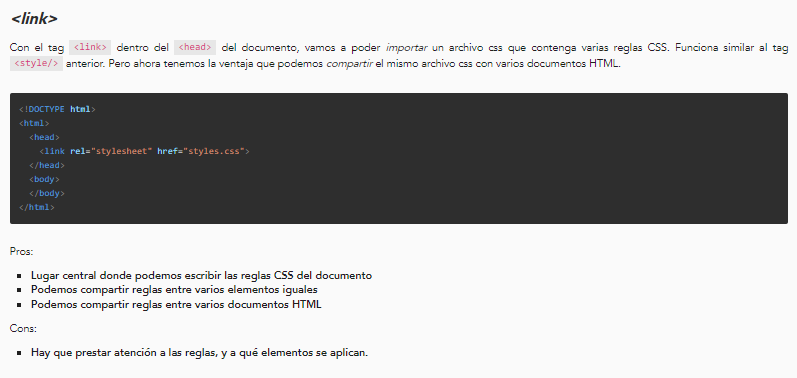 <link>
Con el tag <link> dentro del <head> del documento, vamos a poder importar un archivo css que contenga varias reglas CSS. Funciona similar al tag
<style/> anterior. Pero ahora tenemos la ventaja que podemos compartir el mismo archivo css con varios documentos HTML.
<!DOCTYPE html>
<html>
  <head>
    <link rel="stylesheet" href="styles.css">
  </head>
  <body>
  </body>
</html>
Pros:
▪ Lugar central donde podemos escribir las reglas CSS del documento
▪ Podemos compartir reglas entre varios elementos iguales
▪ Podemos compartir reglas entre varios documentos HTML
Cons:
▪ Hay que prestar atención a las reglas, y a qué elementos se aplican.